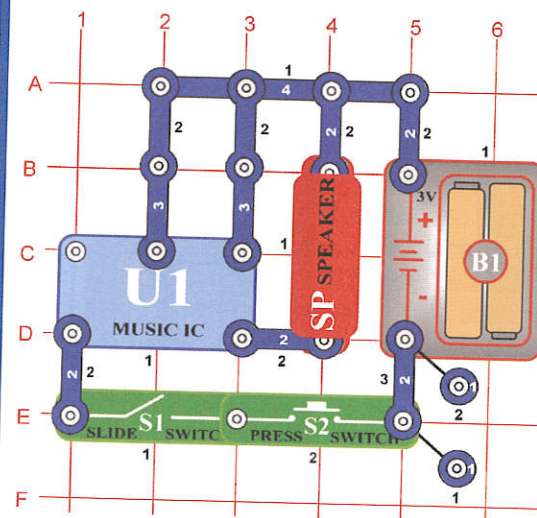 1 2 3 4 5 6
A
1
4
2 2 2 2 2
B
1
3 3
3V
+
C
1
U1
SPEAKER
SP
B1
-
MUSIC IC
D
1
2
2
2 2
3 2
1
2
E
S1 S2
SLIDE SWITC PRESS SWITCH
1 2
1
1
F